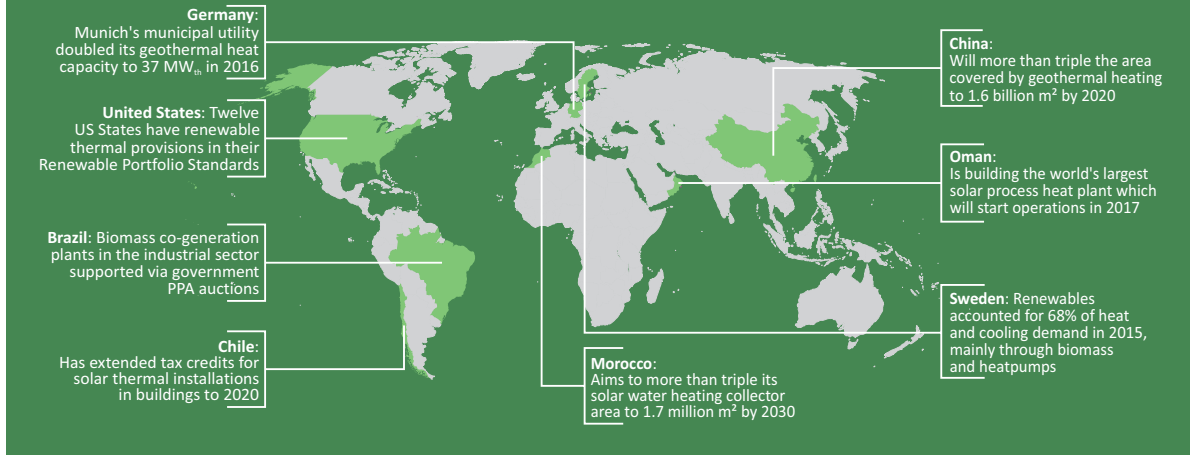 Germany:
Munich's municipal utility
doubled its geothermal heat
capacity to 37 MWth in 2016
United States: Twelve
US States have renewable
thermal provisions in their
Renewable Portfolio Standards
Brazil: Biomass co-generation
plants in the industrial sector
supported via government
PPA auctions
Chile:
Has extended tax credits for
solar thermal installations
in buildings to 2020
Morocco:
Aims to more than triple its
solar water heating collector
area to 1.7 million m² by 2030
China:
Will more than triple the area
covered by geothermal heating
to 1.6 billion m² by 2020
Oman:
Is building the world's largest
solar process heat plant which
will start operations in 2017
Sweden: Renewables
accounted for 68% of heat
and cooling demand in 2015,
mainly through biomass
and heatpumps